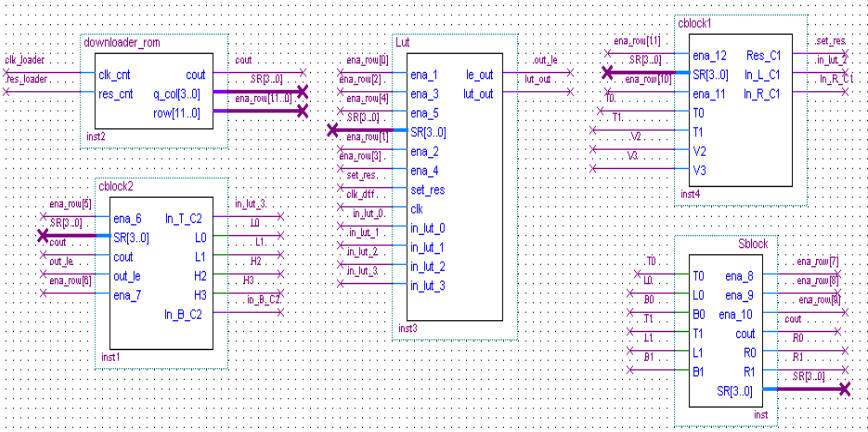 downloader_rom
clk_loader
clk_cnt
cout
cout
res_loader
res_cnt
q_col[3..0]
SR[3..0]
row[11..0]
ena_row[11..0]
inst2
Lut
ena_row[0]
ena_1
le_out
out_le
ena_row[2]
ena_3
lut_out
lut_out
ena_row[4]
ena_5
SR[3..0]
SR[3..0]
ena_row[1]
ena_2
ena_row[3]
ena_4
set_res
set_res
clk_dff
clk
in_lut_0
in_lut_0
in_lut_1
in_lut_1
in_lut_2
in_lut_2
in_lut_3
in_lut_3
inst3
cblock1
ena_row[11]
ena_12
Res_C1
set_res
SR[3..0]
SR[3..0]
In_L_C1
in_lut_2
ena_row[10]
ena_11
In_R_C1
In_R_C1
T0
T0
T1
T1
V2
V2
V3
V3
inst4
cblock2
ena_row[5]
ena_6
In_T_C2
in_lut_3
SR[3..0]
SR[3..0]
L0
L0
cout
cout
L1
L1
out_le
out_le
H2
H2
ena_row[6]
ena_7
H3
H3
In_B_C2
in_B_C2
inst1
Sblock
T0
T0
ena_8
ena_row[7]
L0
L0
ena_9
ena_row[8]
B0
B0
ena_10
ena_row[9]
T1
T1
cout
cout
L1
L1
R0
R0
B1
B1
R1
R1
SR[3..0]
SR[3..0]
inst